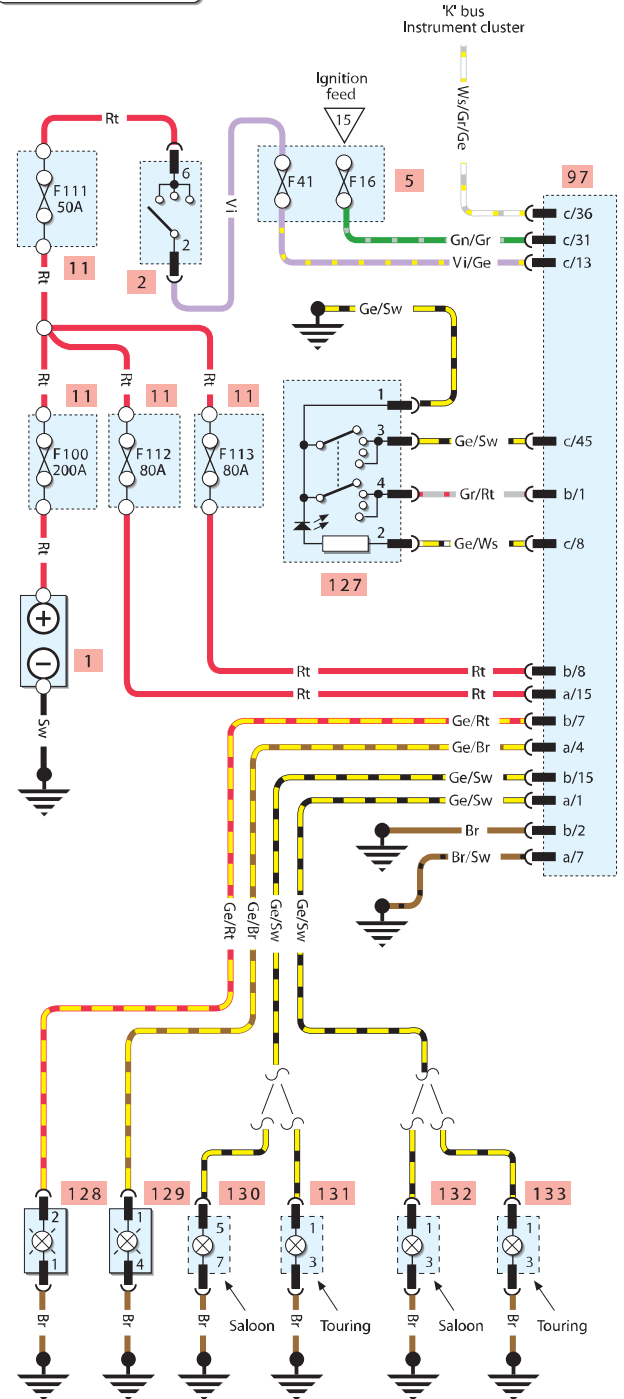 'K' bus
Instrument cluster
Ignition
feed
15
Rt
Ws/Gr/Ge
F111
50A
6
2
Vi
F41
F16
5
97
c/36
Gn/Gr
c/31
Vi/Ge
c/13
11
2
Rt
Ge/Sw
Rt
Rt
Rt
11
11
11
1
3
Ge/Sw
c/45
F100
200A
F112
80A
F113
80A
4
Gr/Rt
b/1
2
Ge/Ws
c/8
Rt
127
1
Rt
Rt
b/8
Rt
Rt
a/15
Sw
Ge/Rt
b/7
Ge/Br
a/4
Ge/Sw
b/15
Ge/Sw
a/1
Br
b/2
Br/Sw
a/7
Ge/Rt
Ge/Br
Ge/Sw
Ge/Sw
128
129
130
131
132
133
2
1
5
1
1
1
1
4
7
3
3
3
Saloon
Touring
Saloon
Touring
Br
Br
Br
Br
Br
Br